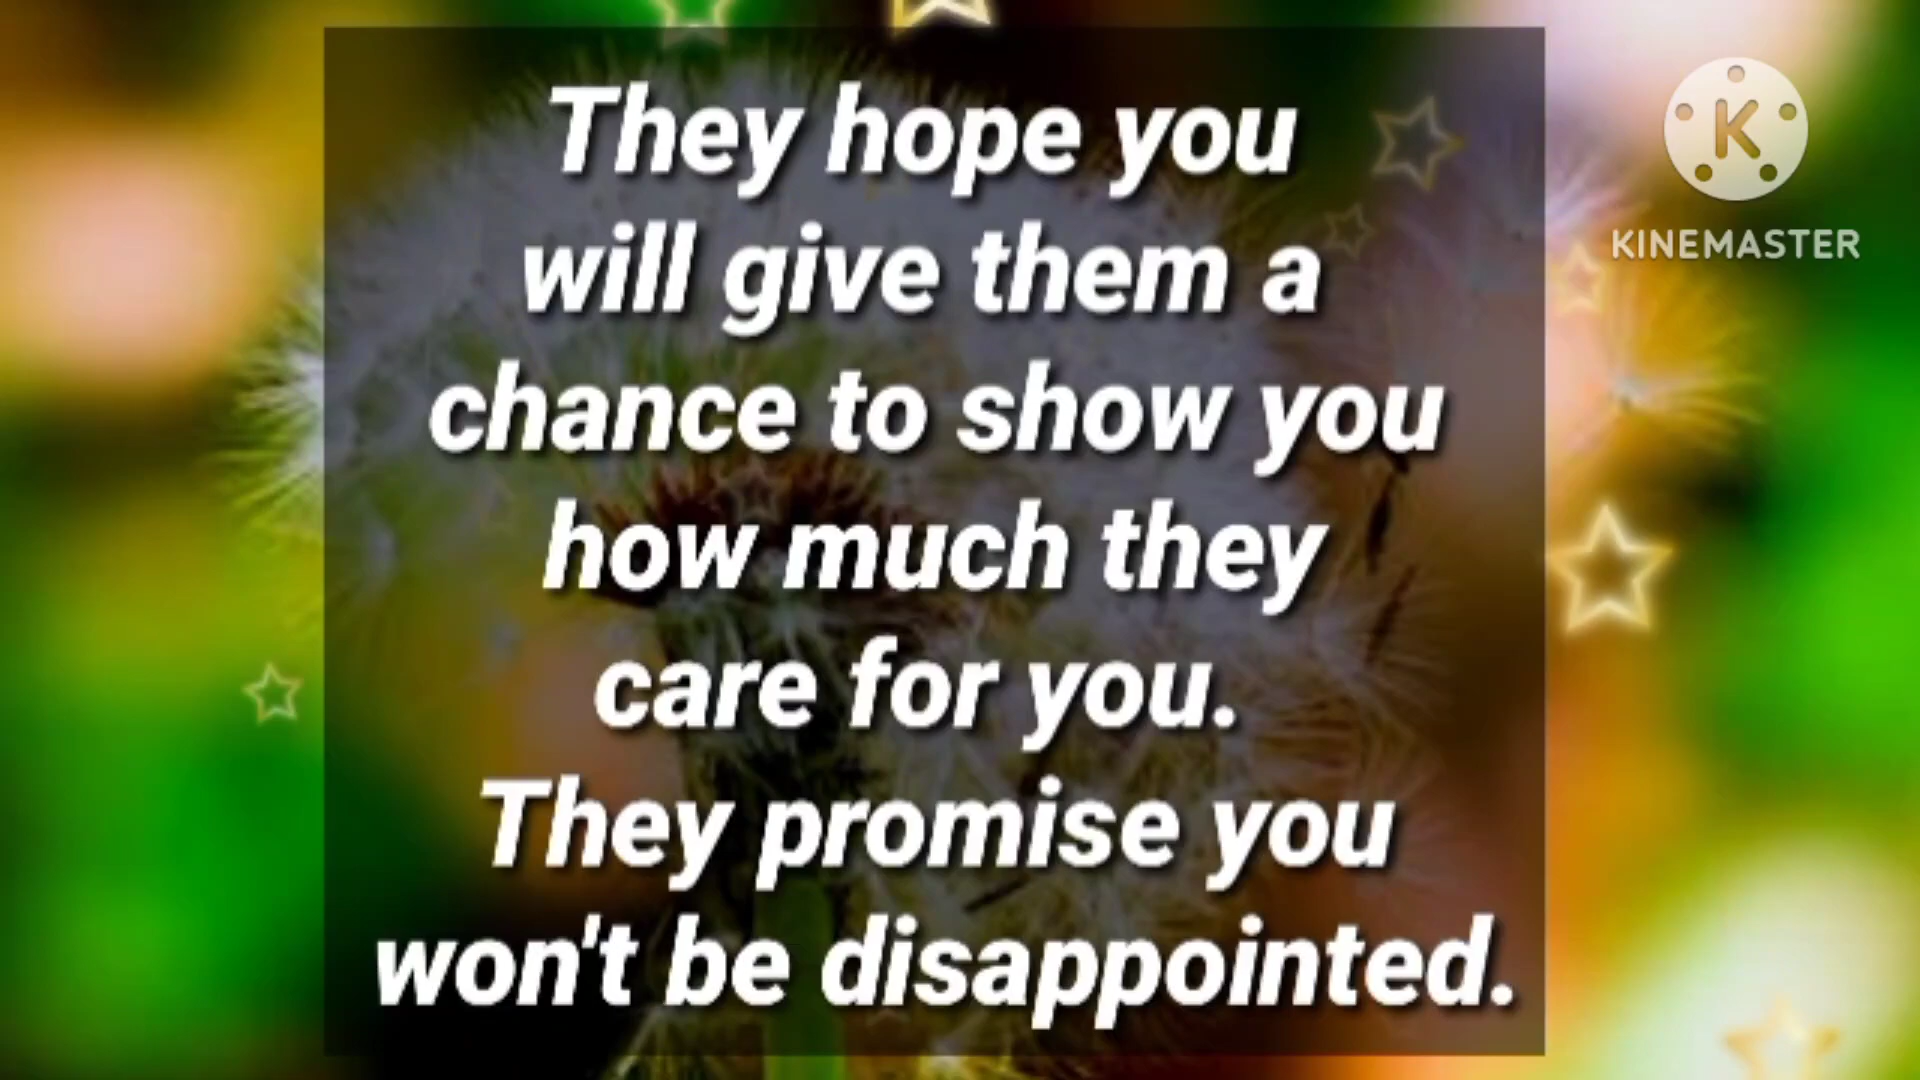 They hope you
will give them a
chance to show you
how much they
care for you.
They promise you
won't be disappointed.
K
KINEMASTER